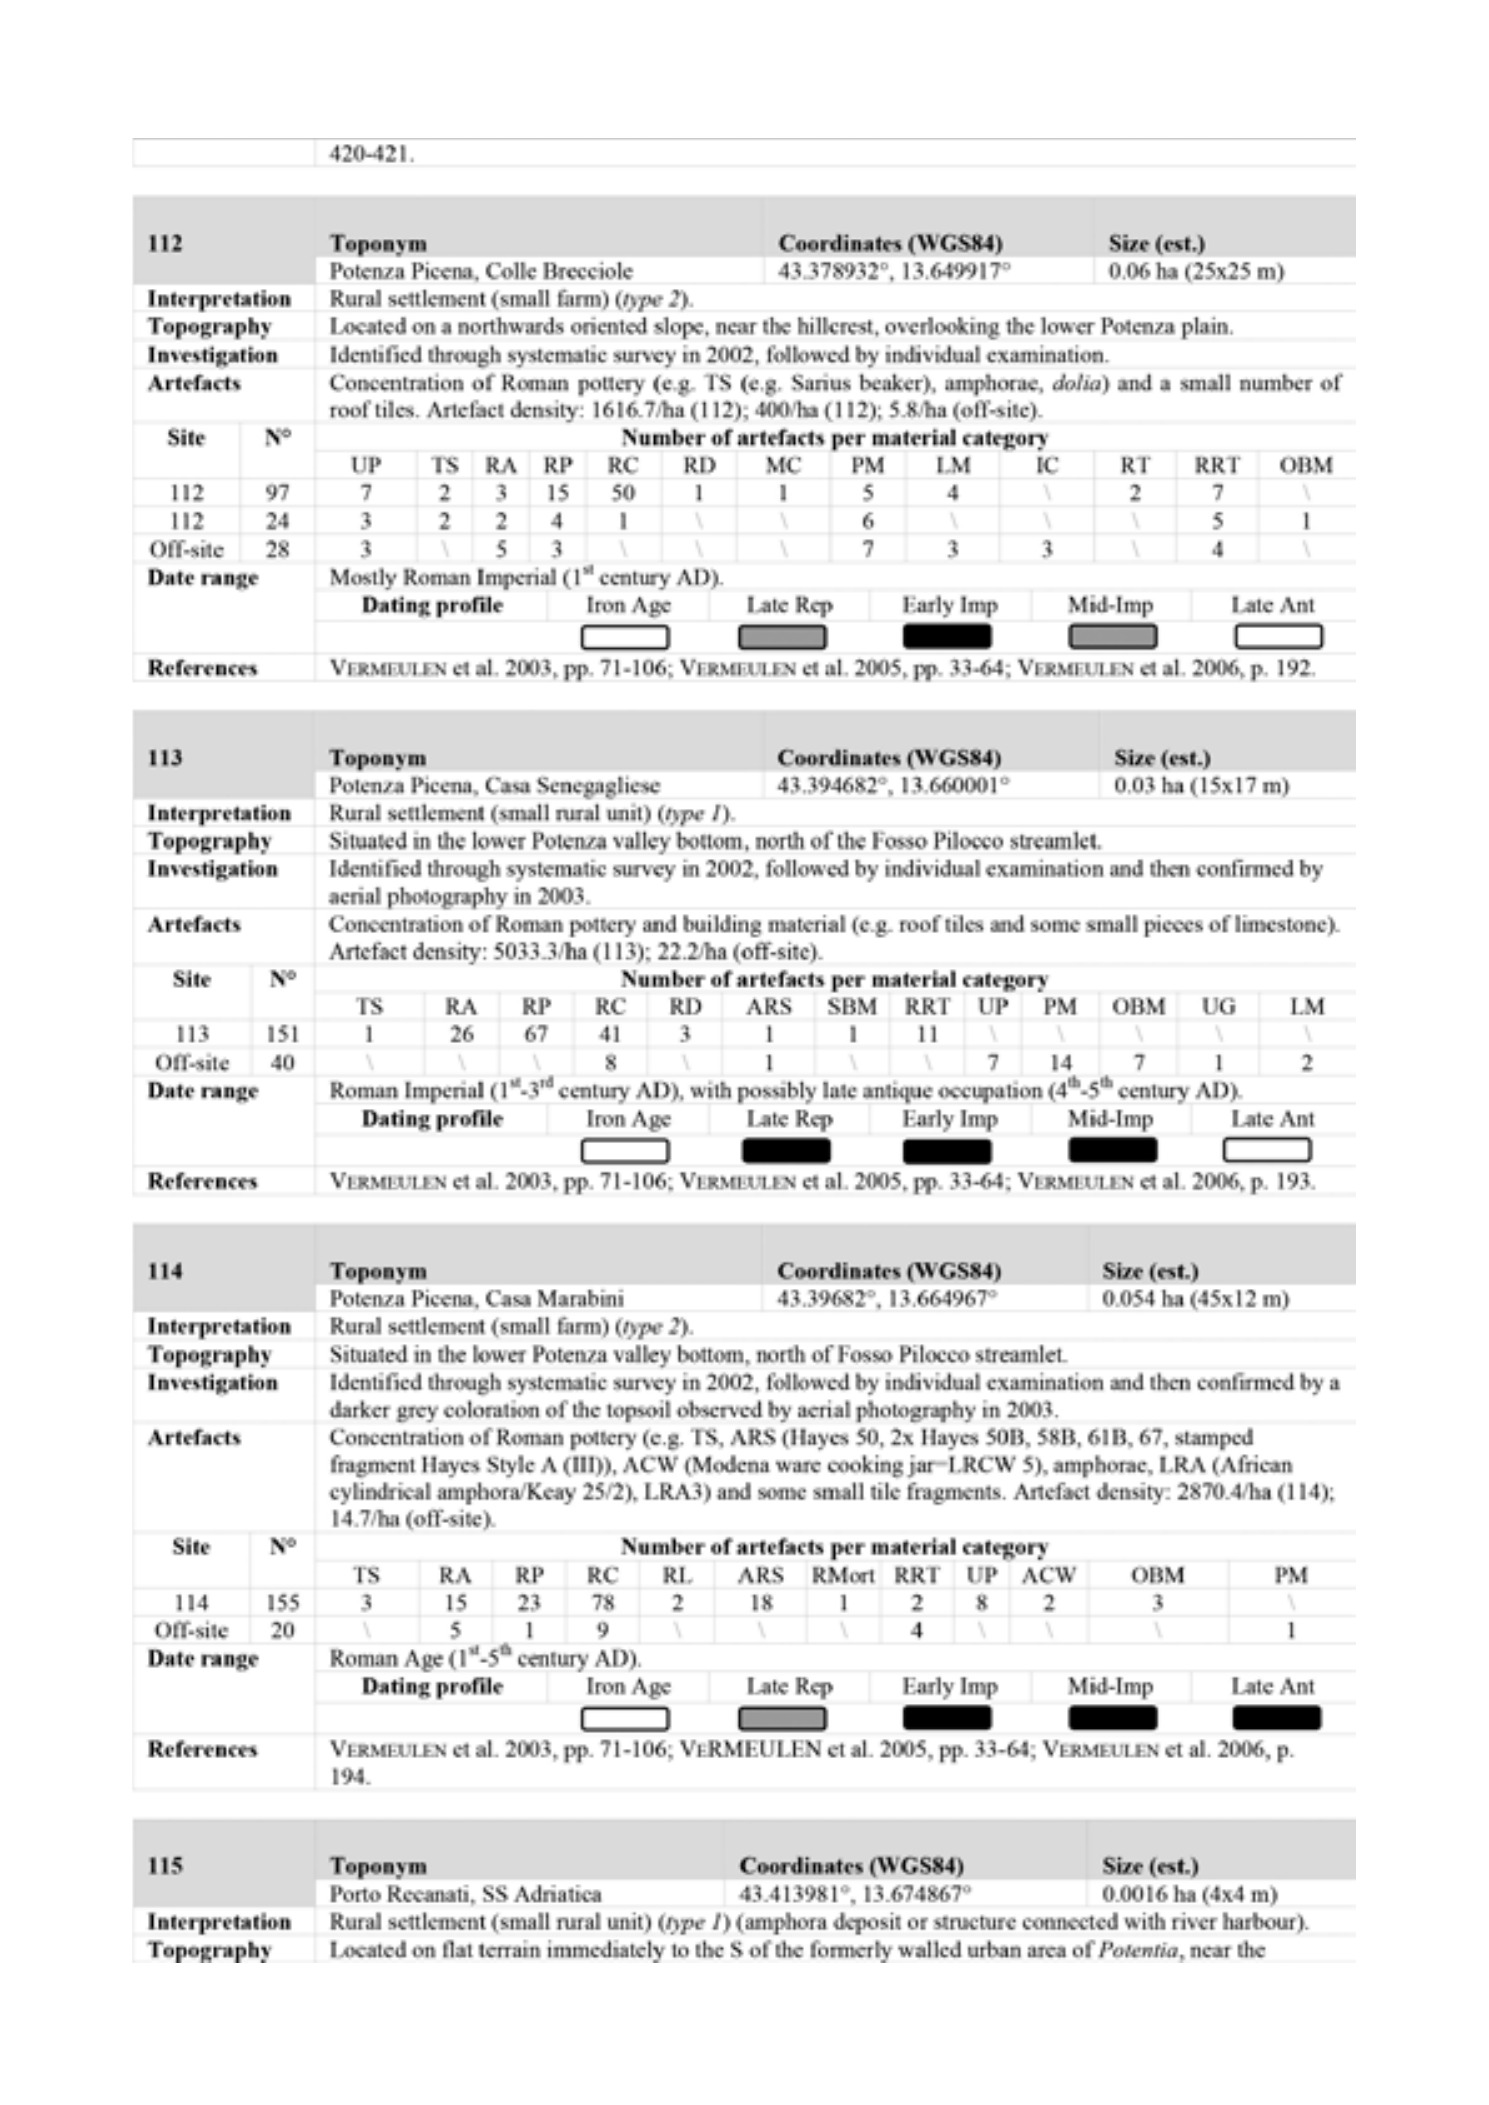 420-421.
112 Toponym Coordinates (WGS84) Size (est.)
Potenza Picena, Colle Brecciole 43.378932°, 13.649917° 0.06 ha (25x25 m)
Interpretation Rural settlement (small farm) (type 2).
Topography Located on a northwards oriented slope, near the hillcrest, overlooking the lower Potenza plain.
Investigation Identified through systematic survey in 2002, followed by individual examination.
Artefacts Concentration of Roman pottery (e.g. TS (e.g. Sarius beaker), amphorae, dolia) and a small number of
roof tiles. Artefact density: 1616.7/ha (112); 400/ha (112); 5.8/ha (off-site).
Site N° Number of artefacts per material category
UP TS RA RP RC RD MC PM LM IC RT RRT OBM
112 97 7 2 3 15 50 1 1 5 4 \ 2 7 \
112 24 3 2 2 4 1 \ \ 6 \ \ \ 5 1
Off-site 28 3 \ 5 3 \ \ \ 7 3 3 \ 4 \
Date range Mostly Roman Imperial (1st century AD).
Dating profile Iron Age Late Rep Early Imp Mid-Imp Late Ant
References VERMEULEN et al. 2003, pp. 71-106; VERMEULEN et al. 2005, pp. 33-64; VERMEULEN et al. 2006, p. 192.
113 Toponym Coordinates (WGS84) Size (est.)
Potenza Picena, Casa Senegagliese 43.394682°, 13.660001° 0.03 ha (15x17 m)
Interpretation Rural settlement (small rural unit) (type 1).
Topography Situated in the lower Potenza valley bottom, north of the Fosso Pilocco streamlet.
Investigation Identified through systematic survey in 2002, followed by individual examination and then confirmed by
aerial photography in 2003.
Artefacts Concentration of Roman pottery and building material (e.g. roof tiles and some small pieces of limestone).
Artefact density: 5033.3/ha (113); 22.2/ha (off-site).
Site N° Number of artefacts per material category
TS RA RP RC RD ARS SBM RRT UP PM OBM UG LM
113 151 1 26 67 41 3 1 1 11 \ \ \ \ \
Off-site 40 \ \ \ 8 \ 1 \ \ 7 14 7 1 2
Date range Roman Imperial (1st-3rd century AD), with possibly late antique occupation (4th-5th century AD).
Dating profile Iron Age Late Rep Early Imp Mid-Imp Late Ant
References VERMEULEN et al. 2003, pp. 71-106; VERMEULEN et al. 2005, pp. 33-64; VERMEULEN et al. 2006, p. 193.
114 Toponym Coordinates (WGS84) Size (est.)
Potenza Picena, Casa Marabini 43.39682°, 13.664967° 0.054 ha (45x12 m)
Interpretation Rural settlement (small farm) (type 2).
Topography Situated in the lower Potenza valley bottom, north of Fosso Pilocco streamlet.
Investigation Identified through systematic survey in 2002, followed by individual examination and then confirmed by a
darker grey coloration of the topsoil observed by aerial photography in 2003.
Artefacts Concentration of Roman pottery (e.g. TS, ARS (Hayes 50, 2x Hayes 50B, 58B, 61B, 67, stamped
fragment Hayes Style A (III)), ACW (Modena ware cooking jar=LRCW 5), amphorae, LRA (African
cylindrical amphora/Keay 25/2), LRA3) and some small tile fragments. Artefact density: 2870.4/ha (114);
14.7/ha (off-site).
Site N° Number of artefacts per material category
TS RA RP RC RL ARS RMort RRT UP ACW OBM PM
114 155 3 15 23 78 2 18 1 2 8 2 3 \
Off-site 20 \ 5 1 9 \ \ \ 4 \ \ \ 1
Date range Roman Age (1st-5th century AD).
Dating profile Iron Age Late Rep Early Imp Mid-Imp Late Ant
References VERMEULEN et al. 2003, pp. 71-106; VeRMEULEN et al. 2005, pp. 33-64; VERMEULEN et al. 2006, p.
194.
115 Toponym Coordinates (WGS84) Size (est.)
Porto Recanati, SS Adriatica 43.413981°, 13.674867° 0.0016 ha (4x4 m)
Interpretation Rural settlement (small rural unit) (type 1) (amphora deposit or structure connected with river harbour).
Topography Located on flat terrain immediately to the S of the formerly walled urban area of Potentia, near the